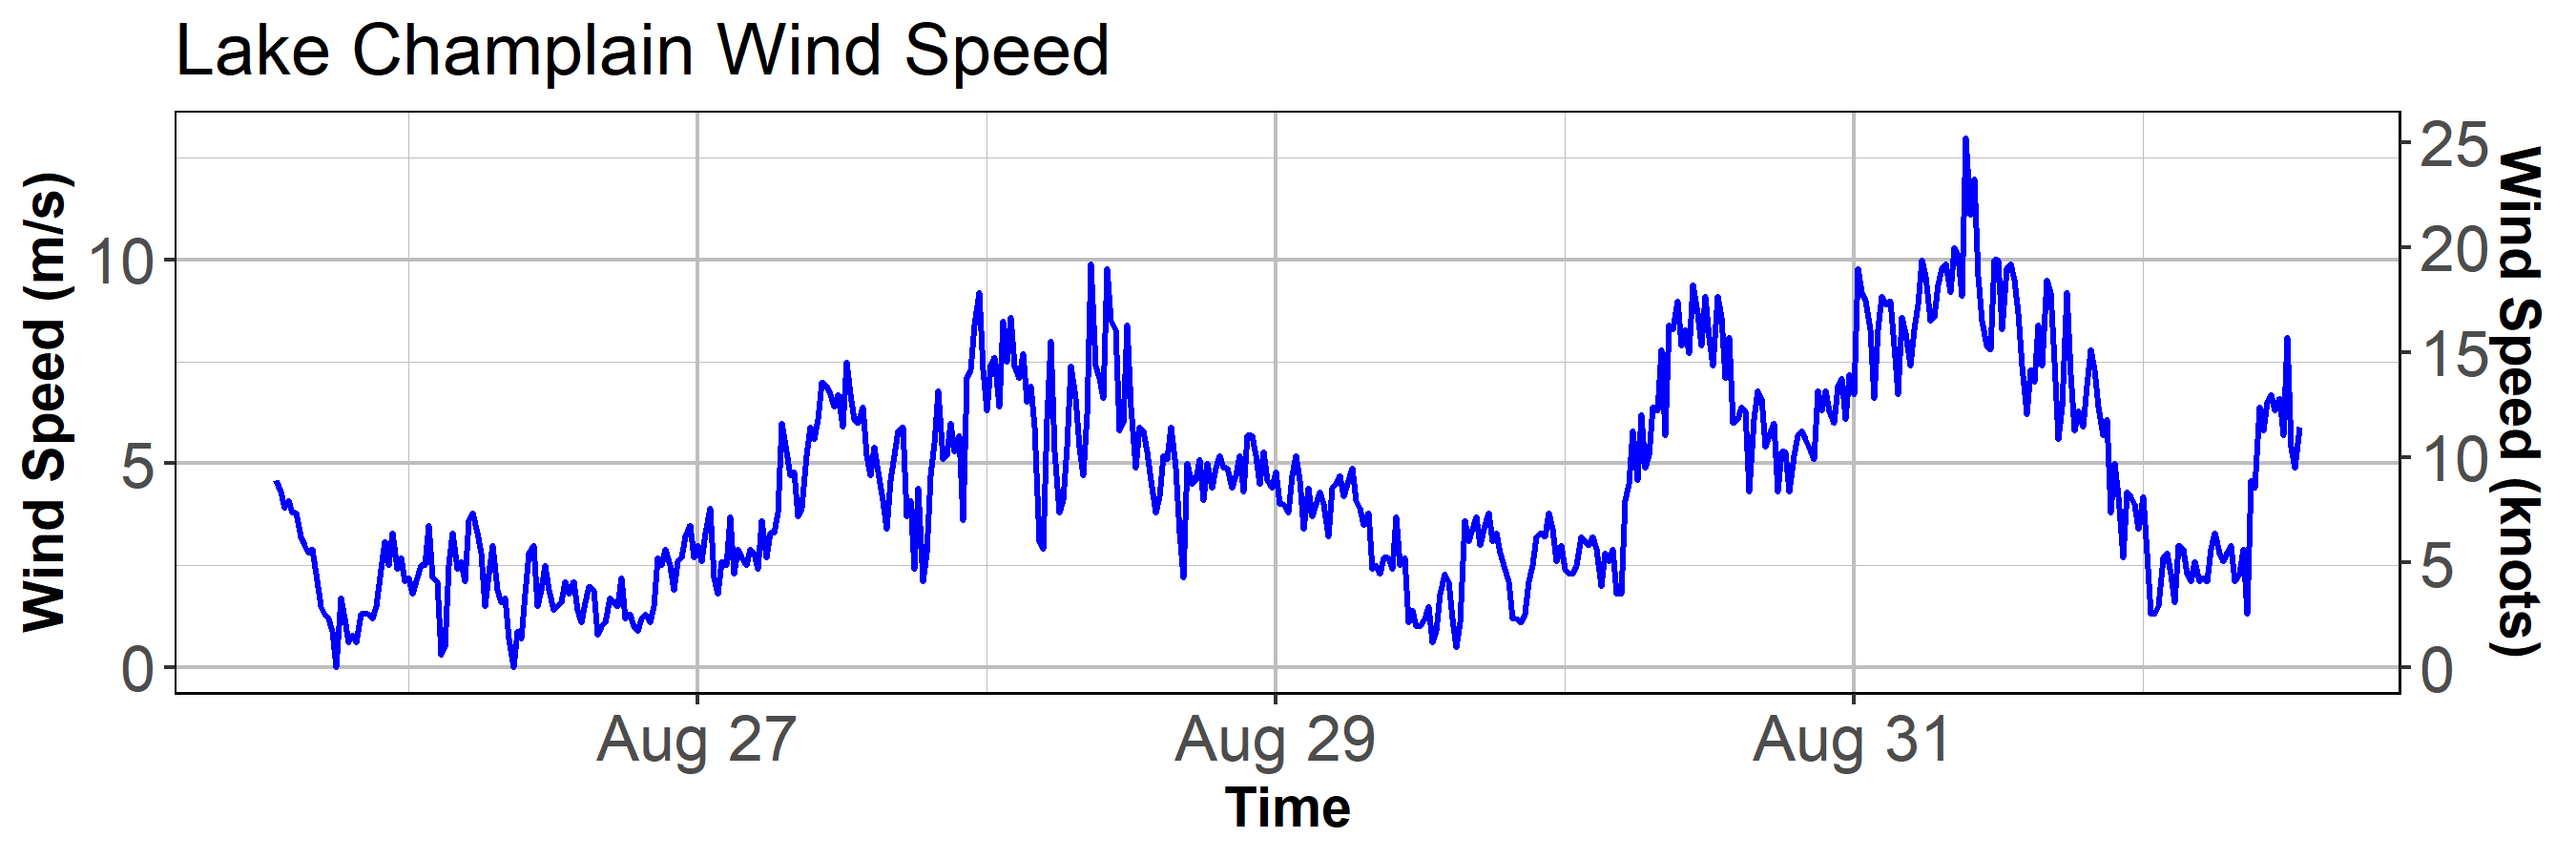 Lake Champlain Wind Speed
Wind Speed (m/s)
10
5
0
25
20
15
10
5
0
Wind Speed (knots)
Aug 27
Aug 29
Aug 31
Time